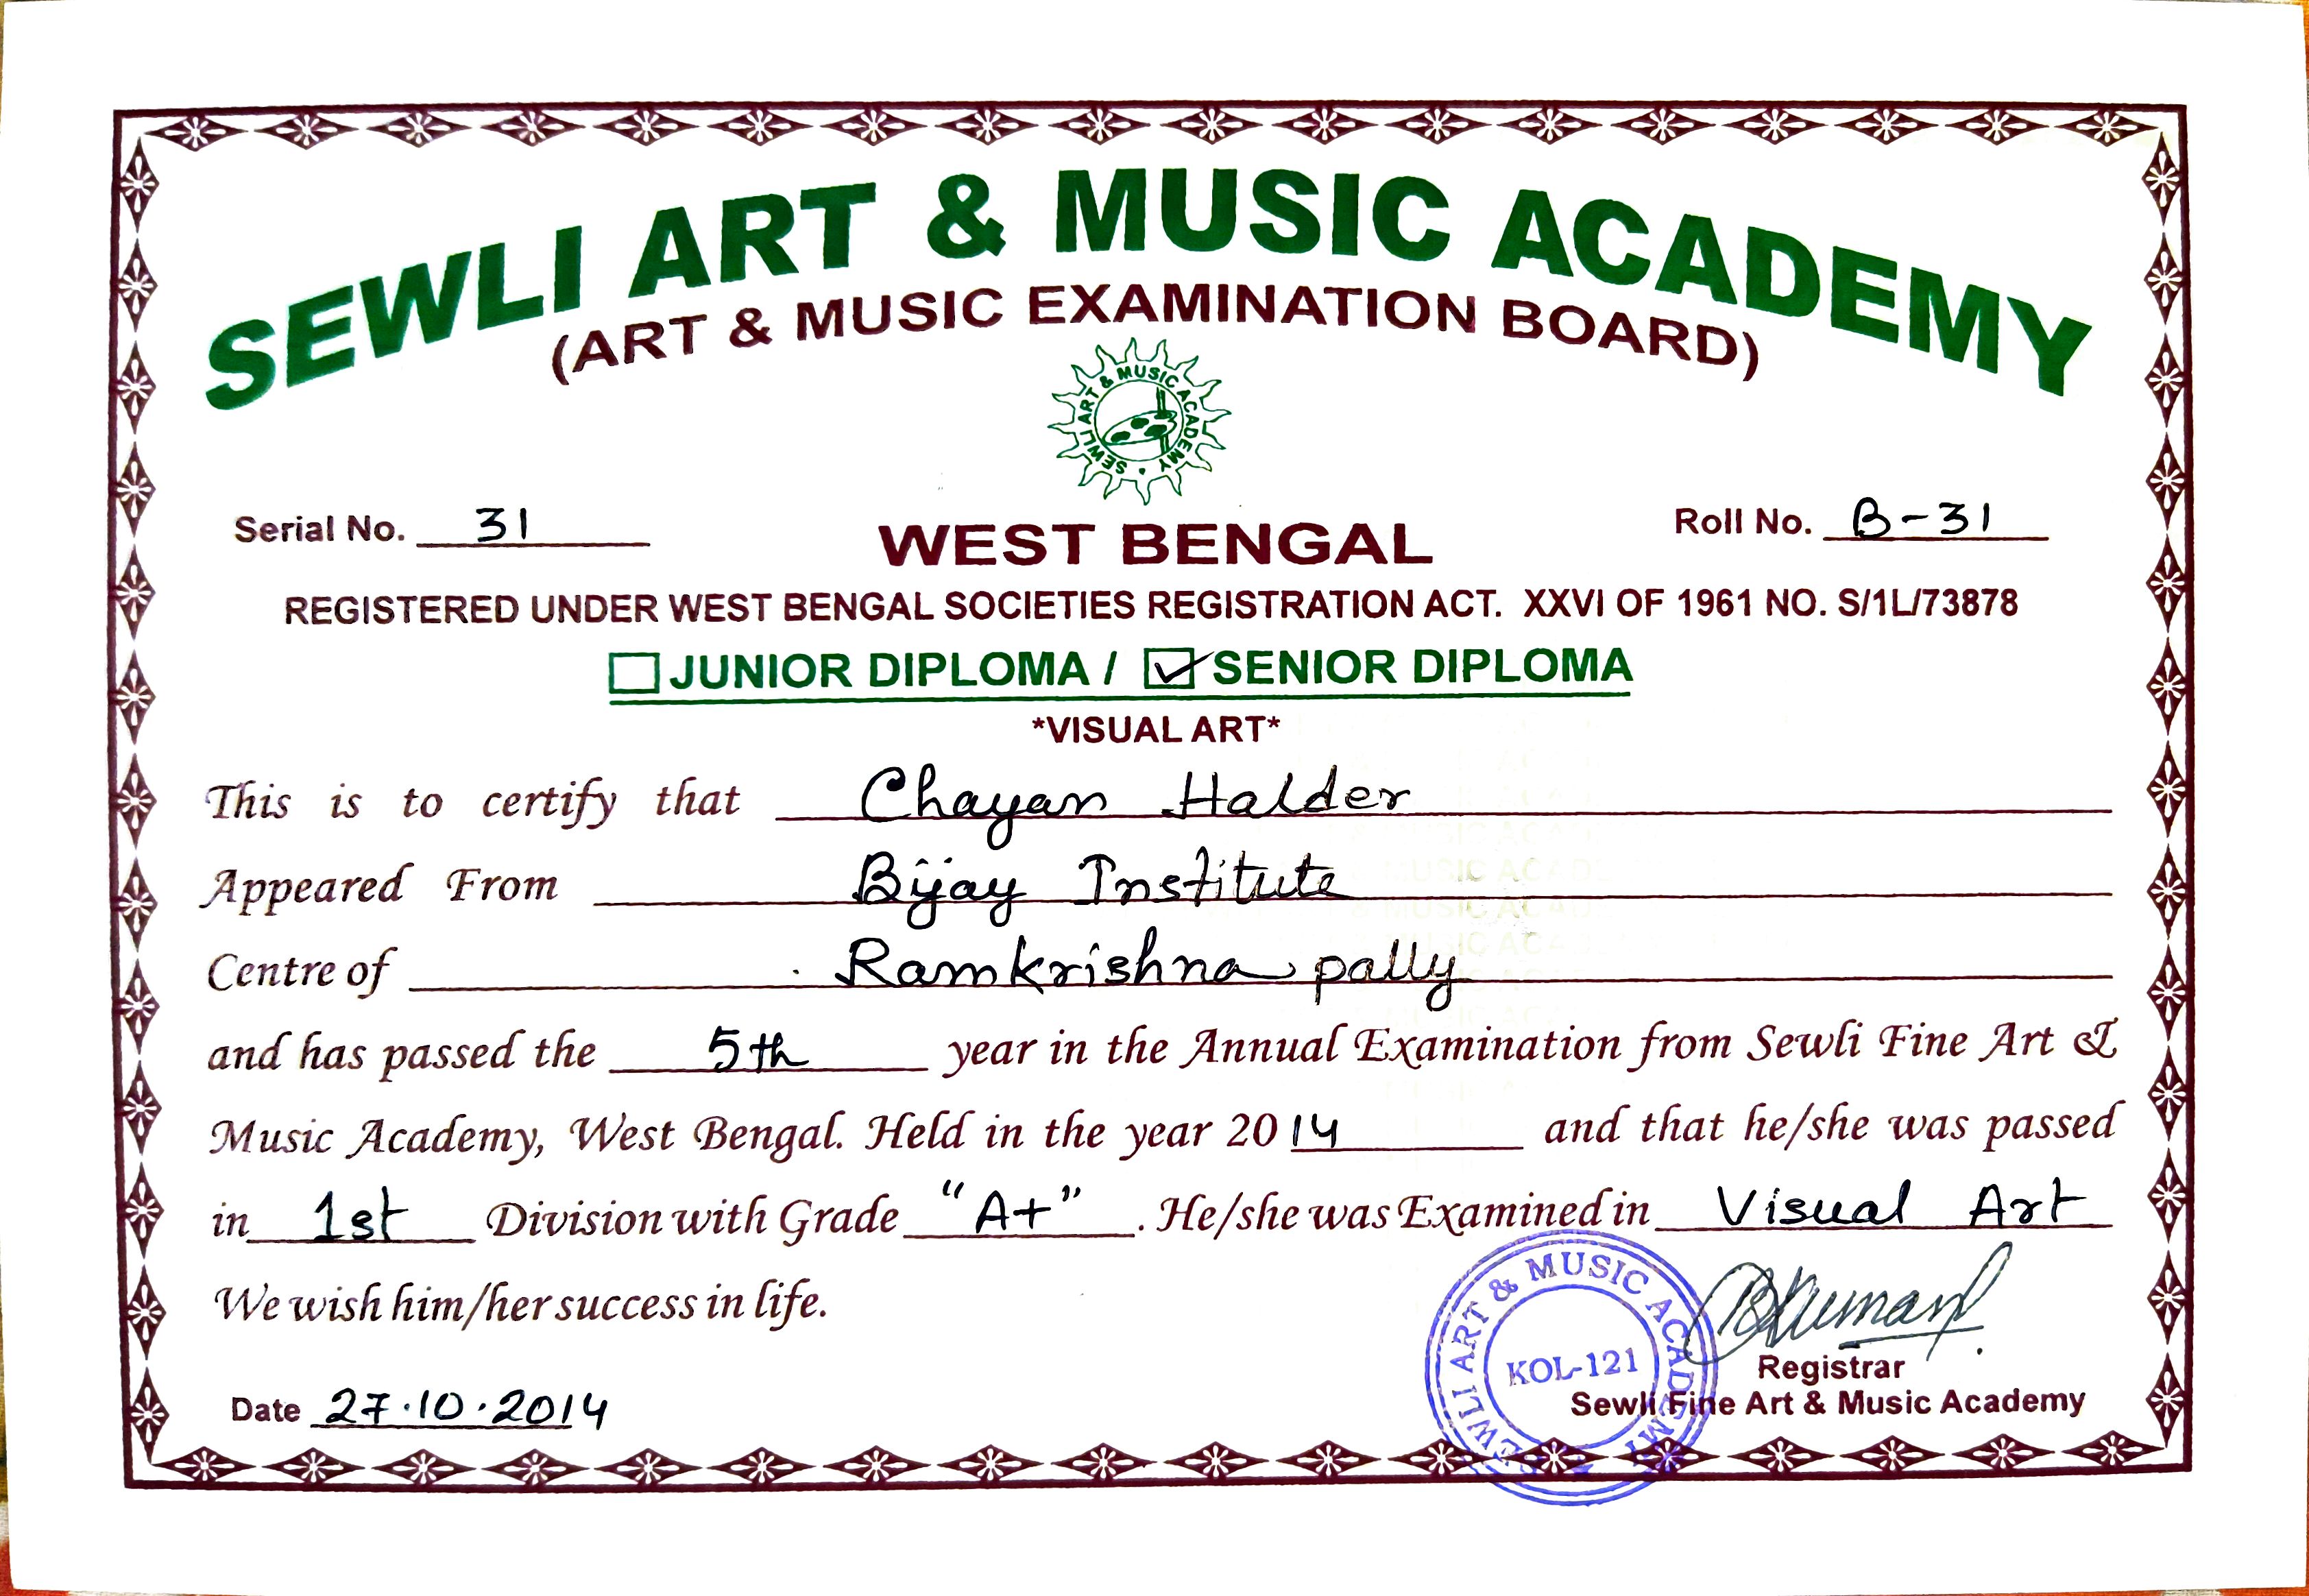 SEWLI ART & MUSIC ACADEMY
(ART & MUSIC EXAMINATION BOARD)
SEWLI ART & MUSIC ACADEMY
Serial No. 31
WEST BENGAL
Roll No. B-31
REGISTERED UNDER WEST BENGAL SOCIETIES REGISTRATION ACT. XXVI OF 1961 NO. S/1L/73878
JUNIOR DIPLOMA / SENIOR DIPLOMA
*VISUAL ART*
This is to certify that Chayan Halder
Appeared From Bijay Institute
Centre of Ramkrishna pally
and has passed the 5th year in the Annual Examination from Sewli Fine Art &
Music Academy, West Bengal. Held in the year 2014 and that he/she was passed
in 1st Division with Grade "A+". He/she was Examined in Visual Art
We wish him/her success in life.
SEWLI ART & MUSIC ACADEMY
KOL-121
Registrar
Sewli Fine Art & Music Academy
Date 27.10.2014